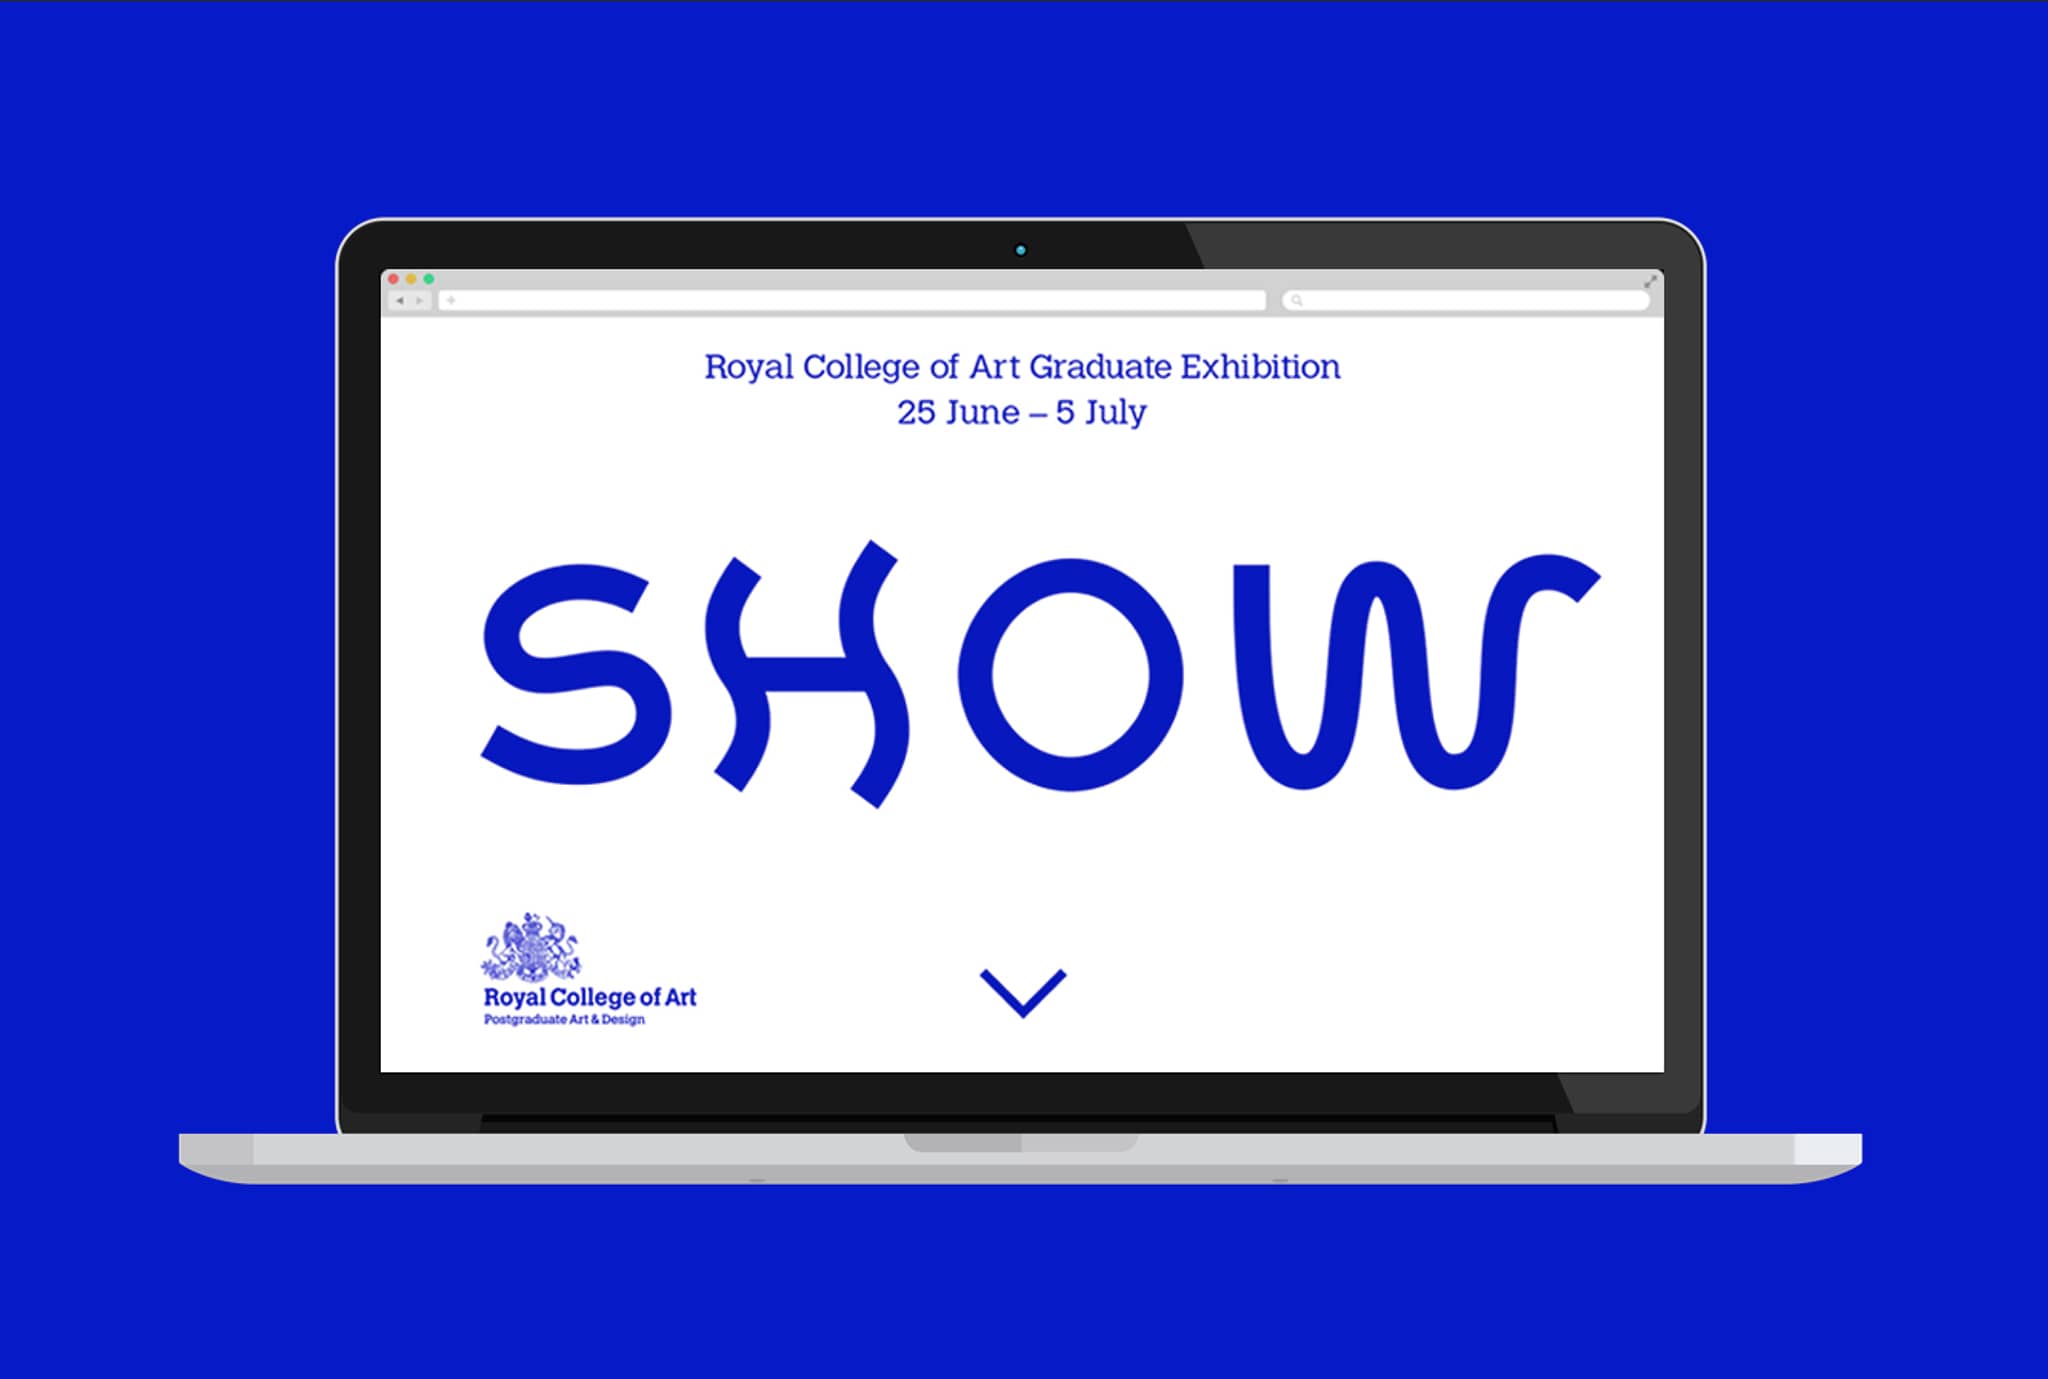 Royal College of Art Graduate Exhibition
25 June – 5 July
SHOW
Royal College of Art
Postgraduate Art & Design